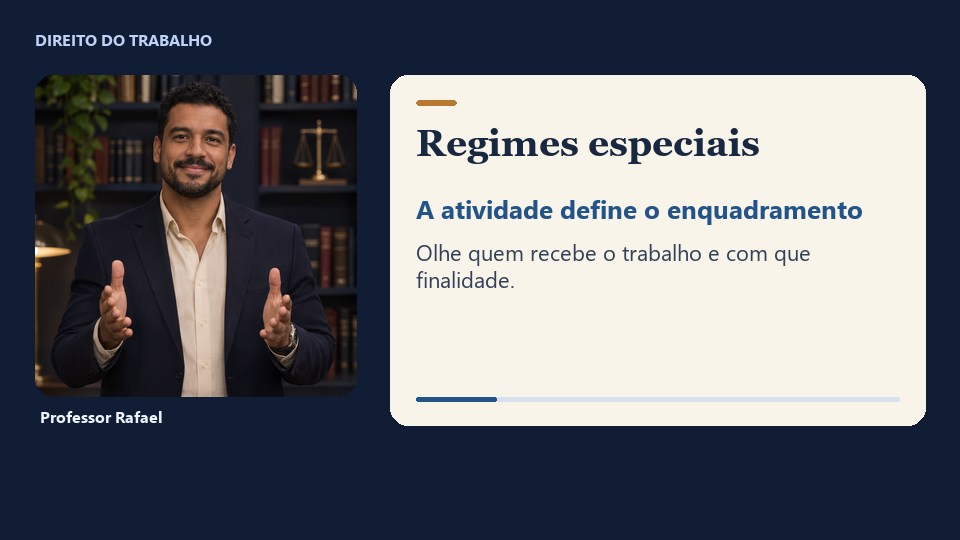 DIREITO DO TRABALHO
Regimes especiais
A atividade define o enquadramento
Olhe quem recebe o trabalho e com que
finalidade.
Professor Rafael